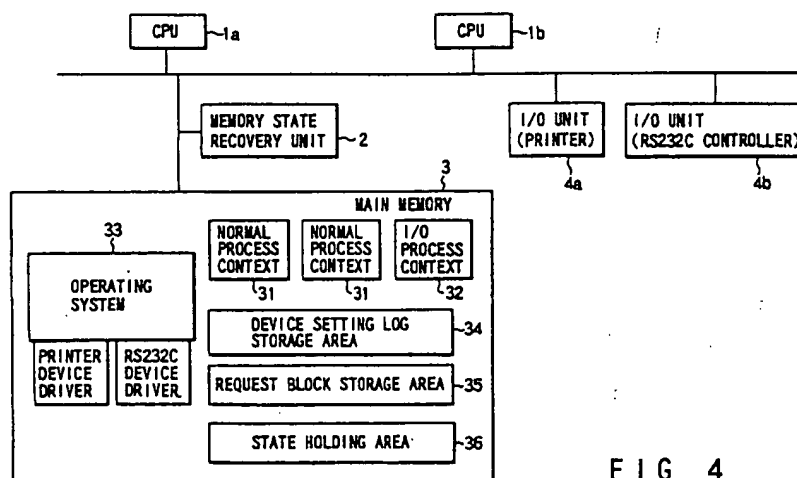 CPU
1a
CPU
1b
MEMORY STATE
RECOVERY UNIT
2
I/O UNIT
(PRINTER)
4a
I/O UNIT
(RS232C CONTROLLER)
4b
3
MAIN MEMORY
33
OPERATING
SYSTEM
NORMAL
PROCESS
CONTEXT
31
NORMAL
PROCESS
CONTEXT
31
I/O
PROCESS
CONTEXT
32
DEVICE SETTING LOG
STORAGE AREA
34
PRINTER
DEVICE
DRIVER
RS232C
DEVICE
DRIVER
REQUEST BLOCK STORAGE AREA
35
STATE HOLDING AREA
36
FIG. 4